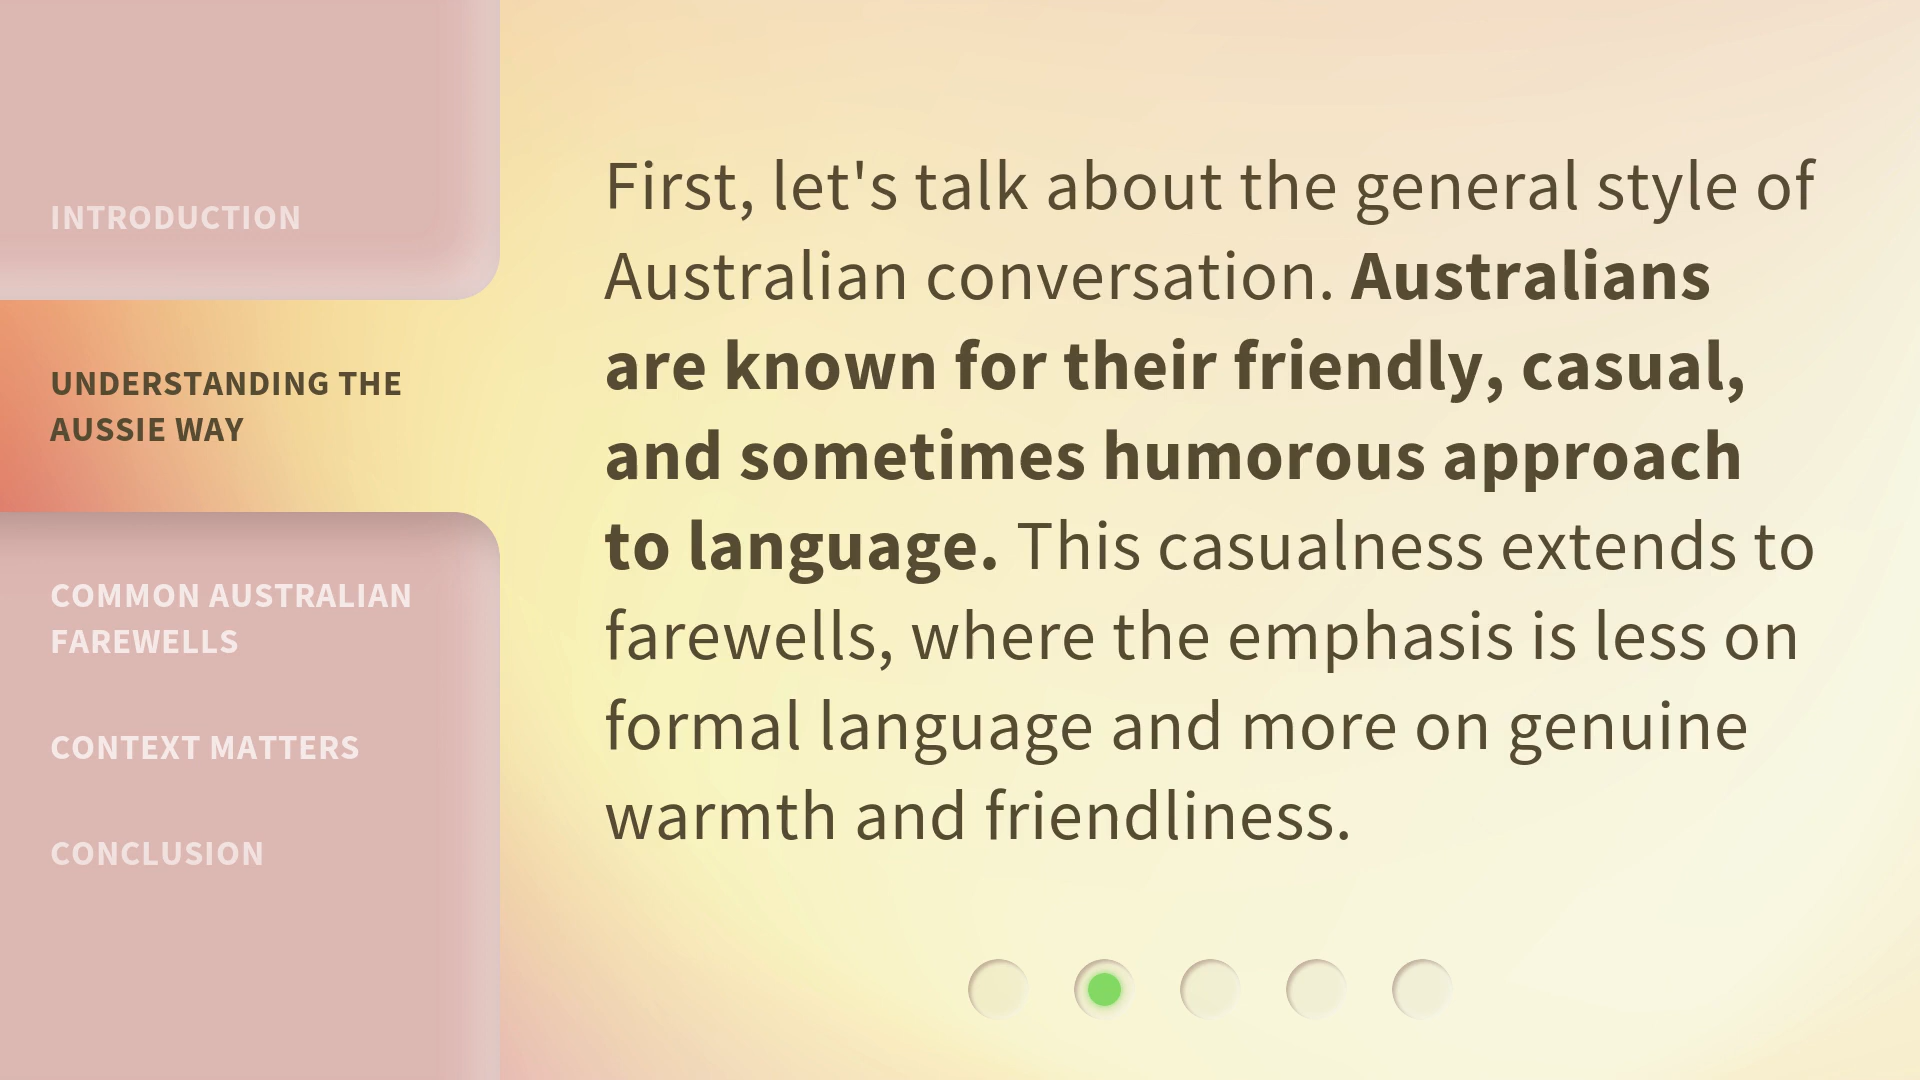 INTRODUCTION
UNDERSTANDING THE
AUSSIE WAY
COMMON AUSTRALIAN
FAREWELLS
CONTEXT MATTERS
CONCLUSION
First, let's talk about the general style of
Australian conversation. Australians
are known for their friendly, casual,
and sometimes humorous approach
to language. This casualness extends to
farewells, where the emphasis is less on
formal language and more on genuine
warmth and friendliness.